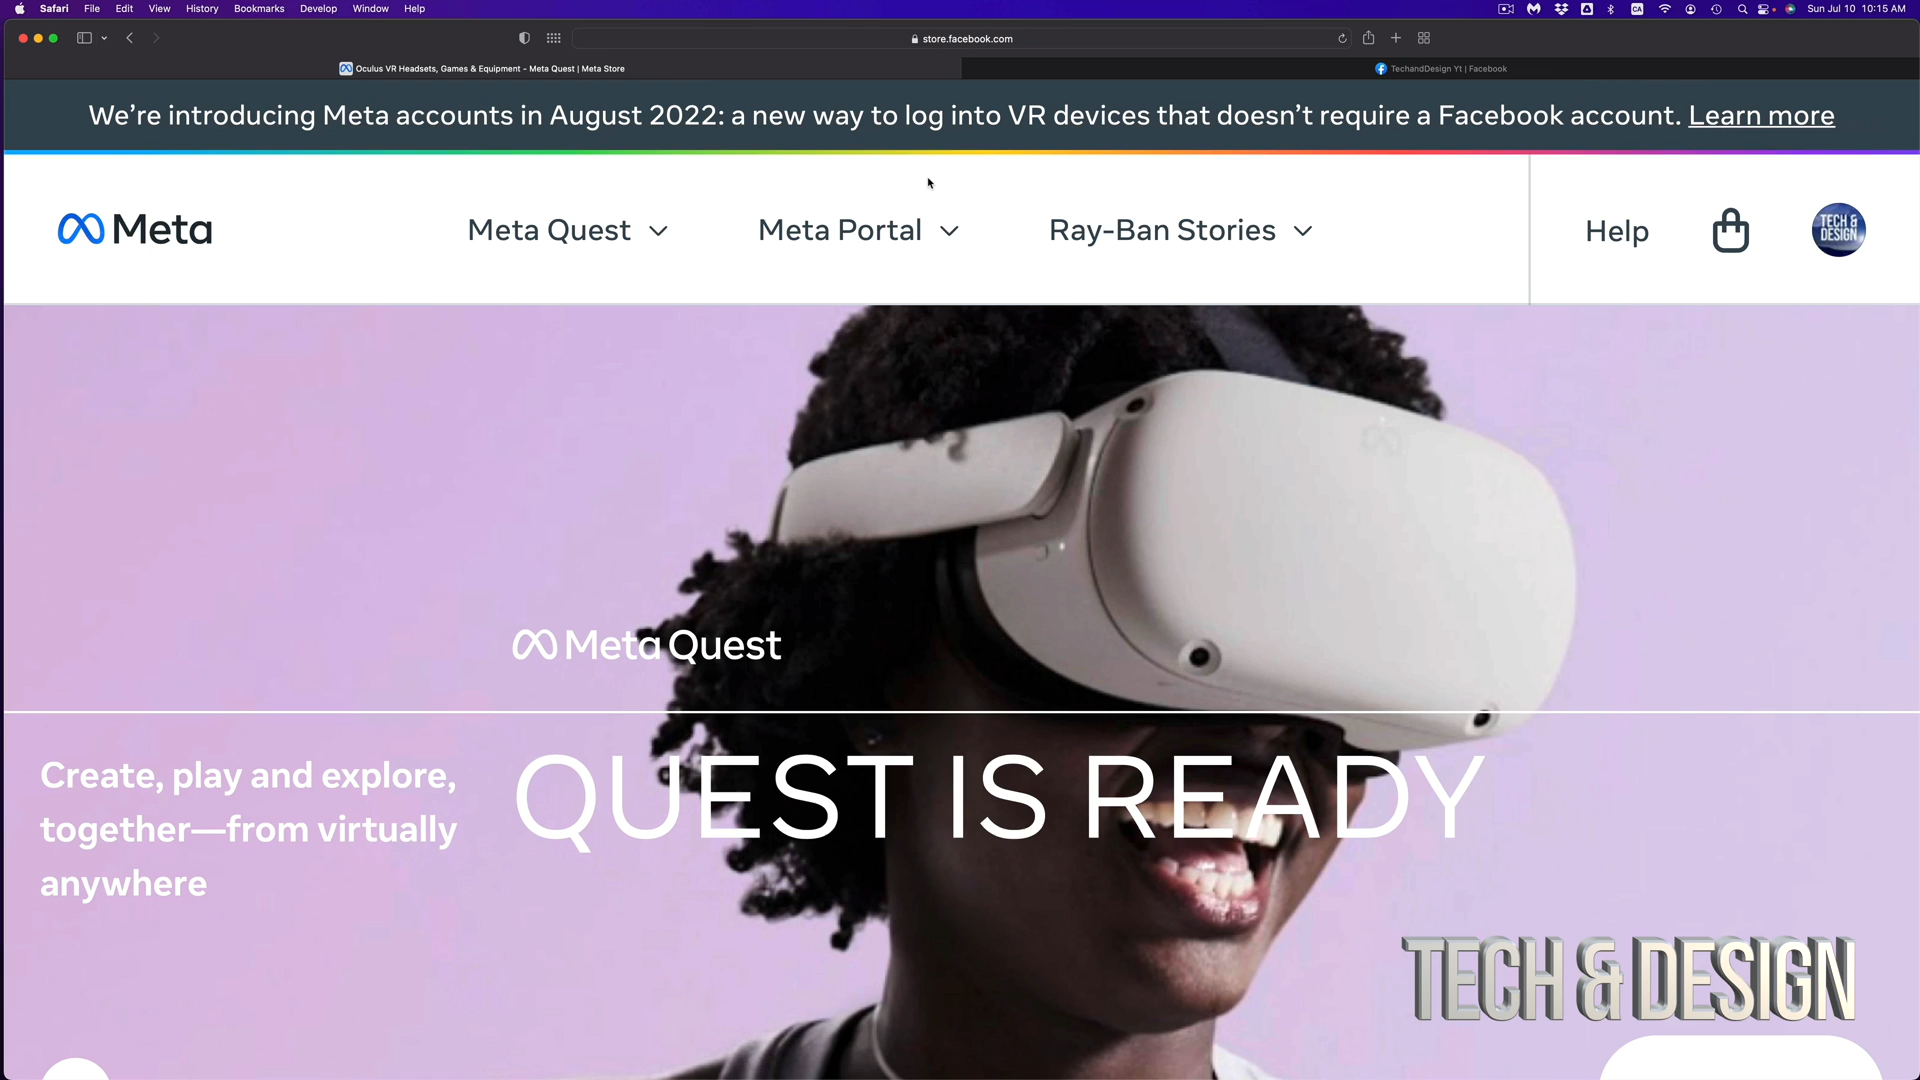 Safari File Edit View History Bookmarks Develop Window Help
CA
Sun Jul 10 10:15 AM
store.facebook.com
Oculus VR Headsets, Games & Equipment - Meta Quest | Meta Store
TechandDesign Yt | Facebook
We’re introducing Meta accounts in August 2022: a new way to log into VR devices that doesn’t require a Facebook account. Learn more
Meta
Meta Quest
Meta Portal
Ray-Ban Stories
Help
TECH &
DESIGN
Meta Quest
QUEST IS READY
Create, play and explore,
together—from virtually
anywhere
TECH & DESIGN